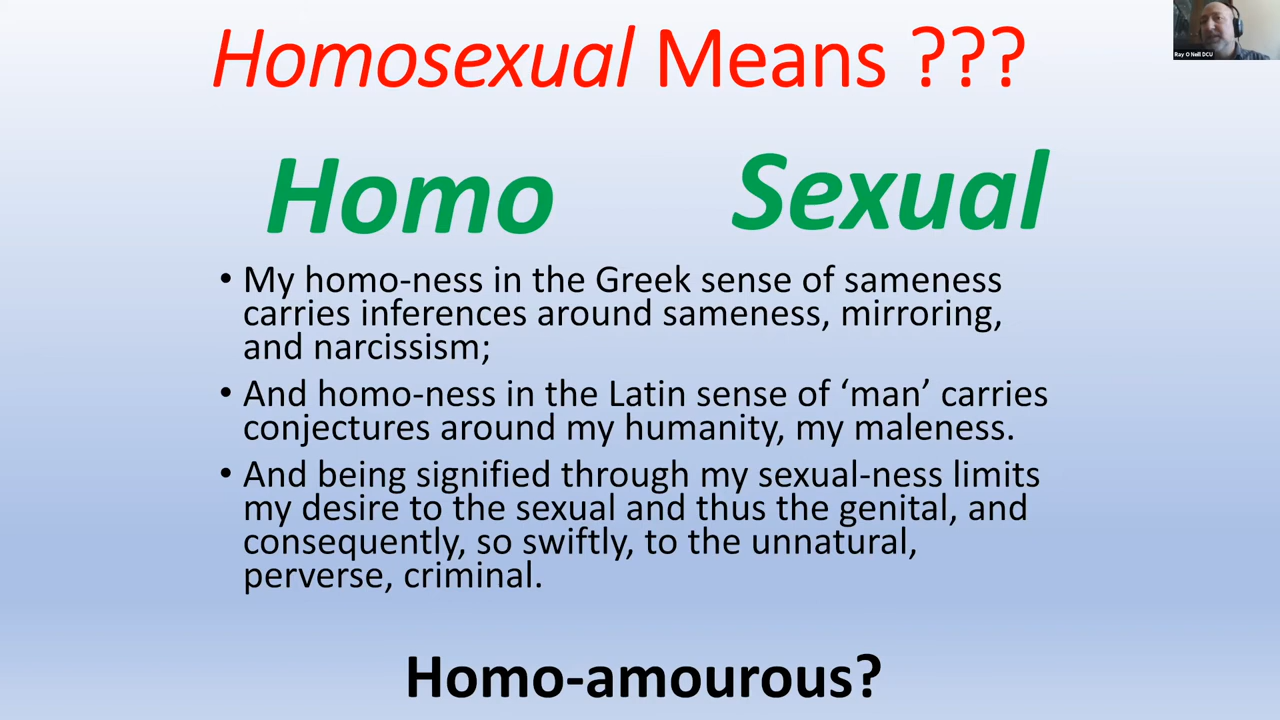 Homosexual Means ???
Ray O Neill DCU
Homo Sexual
• My homo-ness in the Greek sense of sameness
carries inferences around sameness, mirroring,
and narcissism;
• And homo-ness in the Latin sense of ‘man’ carries
conjectures around my humanity, my maleness.
• And being signified through my sexual-ness limits
my desire to the sexual and thus the genital, and
consequently, so swiftly, to the unnatural,
perverse, criminal.
Homo-amourous?